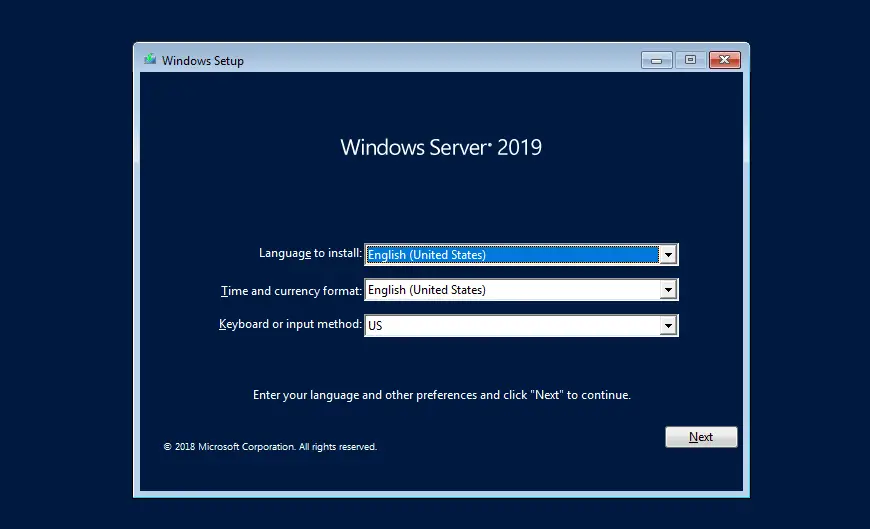 Windows Setup
Windows Server® 2019
Language to install: English (United States)
Time and currency format: English (United States)
Keyboard or input method: US
Enter your language and other preferences and click "Next" to continue.
Next
© 2018 Microsoft Corporation. All rights reserved.